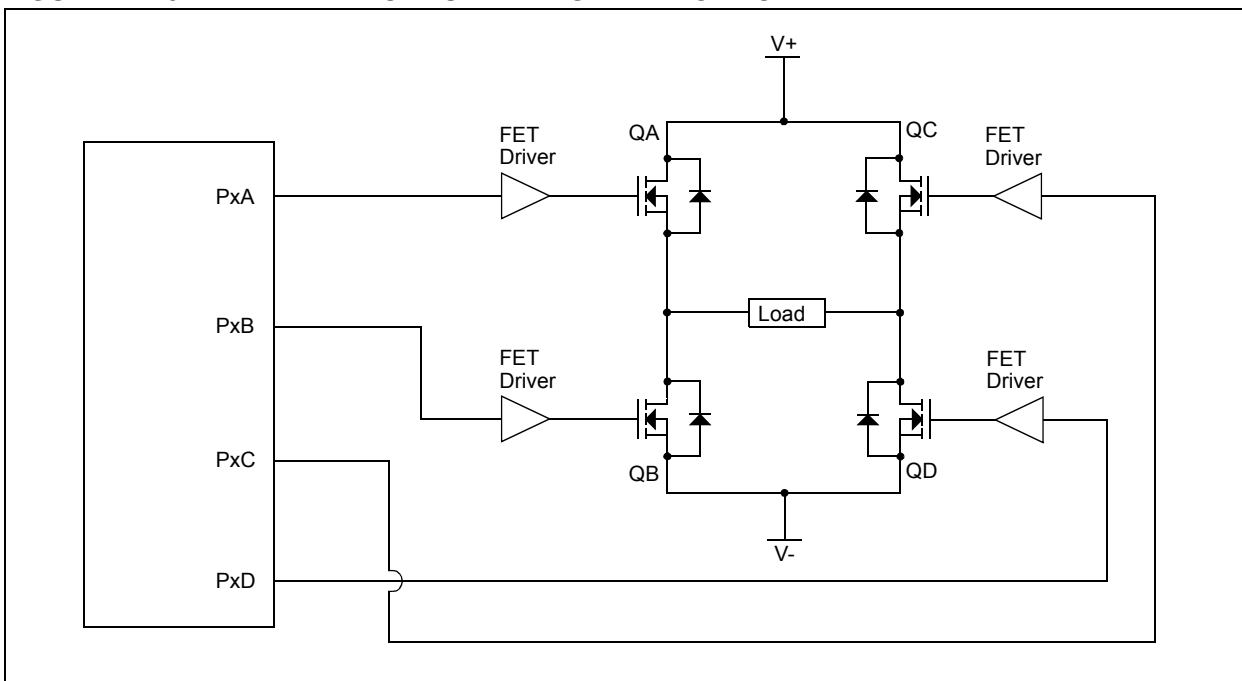 V+
QA
QC
FET
Driver
FET
Driver
PxA
PxB
Load
FET
Driver
FET
Driver
PxC
QB
QD
V-
PxD